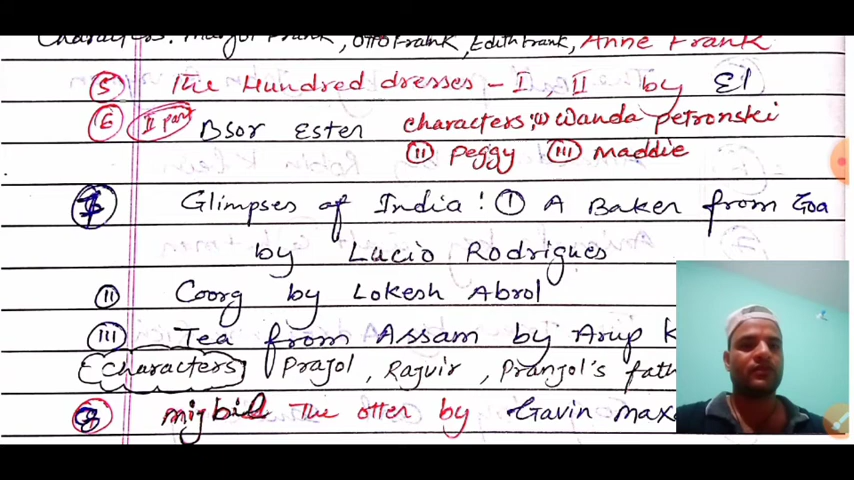 Characters: Margot Frank, Otto Frank, Edith Frank, Anne Frank
5 The Hundred dresses - I, II by El
6 II part Bsor Ester characters: (i) Wanda petronski
(ii) peggy (iii) maddie
7 Glimpses of India! (I) A Baker from Goa
by Lucio Rodrigues
(II) Coorg by Lokesh Abrol
(III) Tea from Assam by Arup K
characters Prajol, Rajvir, Pranjol's fath
8 mijbil The otter by Gavin max